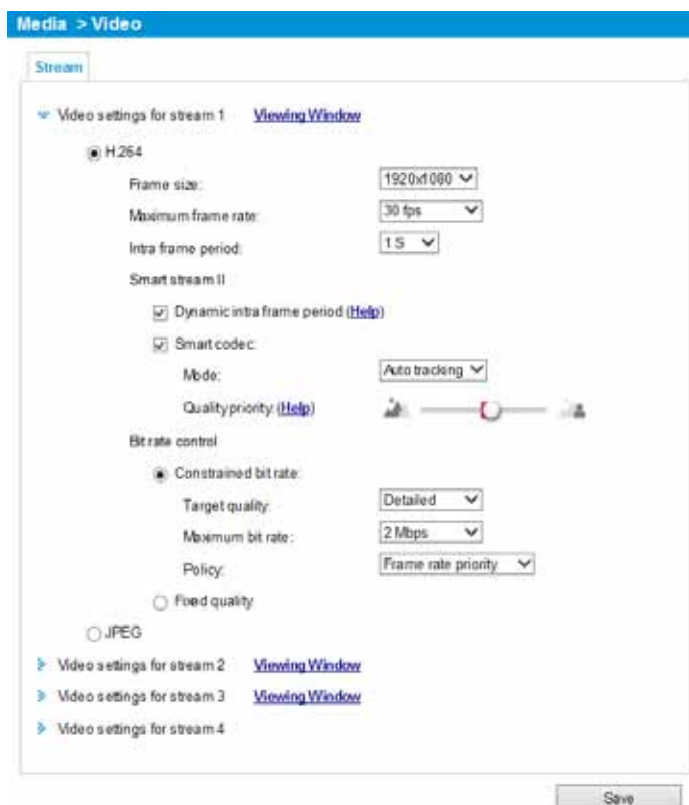 Media > Video
Stream
Video settings for stream 1 Viewing Window
H.264
Frame size: 1920x1080
Maximum frame rate: 30 fps
Intra frame period: 1 S
Smart stream II
Dynamic intra frame period (Help)
Smart codec:
Mode: Auto tracking
Quality priority: (Help)
Bit rate control
Constrained bit rate:
Target quality: Detailed
Maximum bit rate: 2 Mbps
Policy: Frame rate priority
Fixed quality
JPEG
Video settings for stream 2 Viewing Window
Video settings for stream 3 Viewing Window
Video settings for stream 4
Save